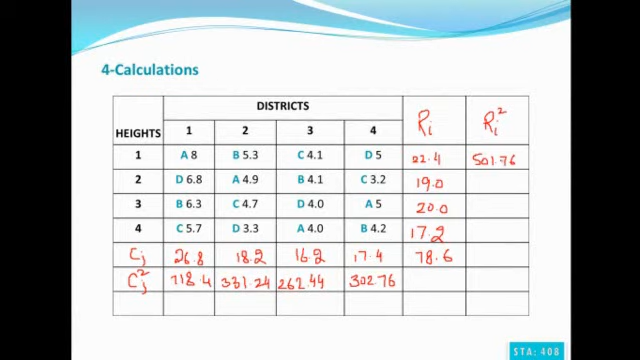 4-Calculations
DISTRICTS
HEIGHTS 1 2 3 4 Ri Ri²
1 A 8 B 5.3 C 4.1 D 5 22.4 501.76
2 D 6.8 A 4.9 B 4.1 C 3.2 19.0
3 B 6.3 C 4.7 D 4.0 A 5 20.0
4 C 5.7 D 3.3 A 4.0 B 4.2 17.2
Cj 26.8 18.2 16.2 17.4 78.6
Cj² 718.4 331.24 262.44 302.76
STA: 408